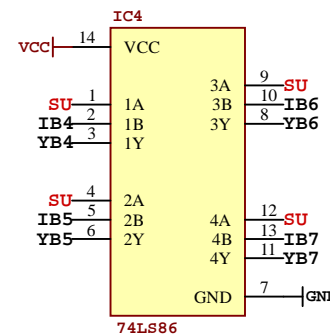 IC4
VCC 14 VCC
3A 9 SU
SU 1 1A 3B 10 IB6
IB4 2 1B 3Y 8 YB6
YB4 3 1Y
SU 4 2A 4A 12 SU
IB5 5 2B 4B 13 IB7
YB5 6 2Y 4Y 11 YB7
GND 7 GND
74LS86